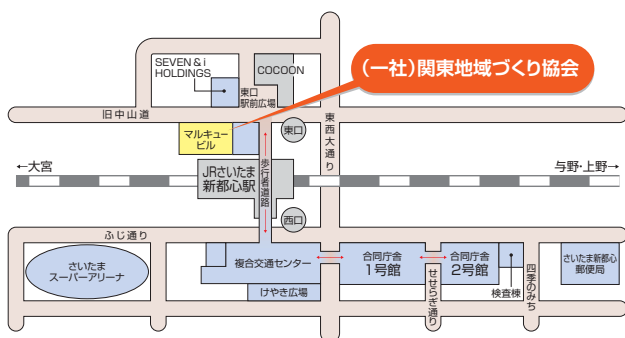 SEVEN & i
HOLDINGS
COCOON
(一社)関東地域づくり協会
東口
駅前広場
旧中山道
マルキュー
ビル
東口
東西大通り
←大宮
JRさいたま
新都心駅
歩行者道路
与野・上野→
西口
ふじ通り
さいたま
スーパーアリーナ
複合交通センター
合同庁舎
1号館
合同庁舎
2号館
さいたま新都心
郵便局
けやき広場
せせらぎ通り
検査棟
四季のみち